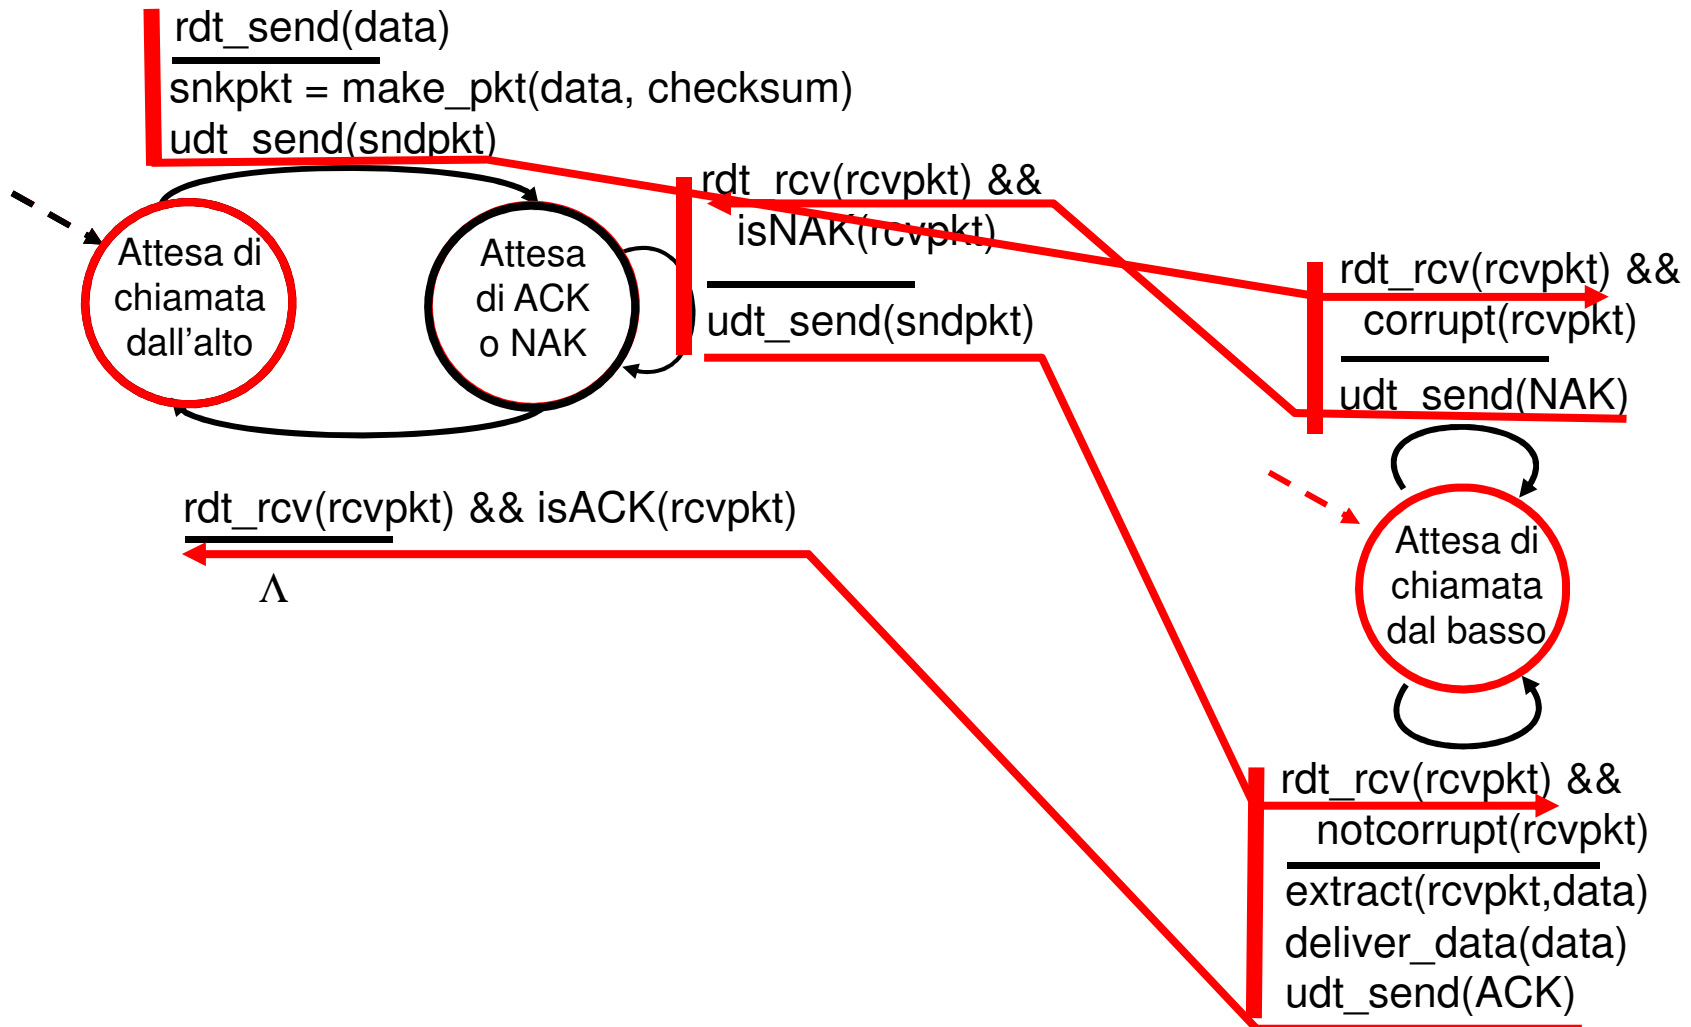 rdt_send(data)
snkpkt = make_pkt(data, checksum)
udt_send(sndpkt)
rdt_rcv(rcvpkt) &&
isNAK(rcvpkt)
udt_send(sndpkt)
Attesa di
chiamata
dall'alto
Attesa
di ACK
o NAK
rdt_rcv(rcvpkt) && isACK(rcvpkt)
Λ
rdt_rcv(rcvpkt) &&
corrupt(rcvpkt)
udt_send(NAK)
Attesa di
chiamata
dal basso
rdt_rcv(rcvpkt) &&
notcorrupt(rcvpkt)
extract(rcvpkt,data)
deliver_data(data)
udt_send(ACK)